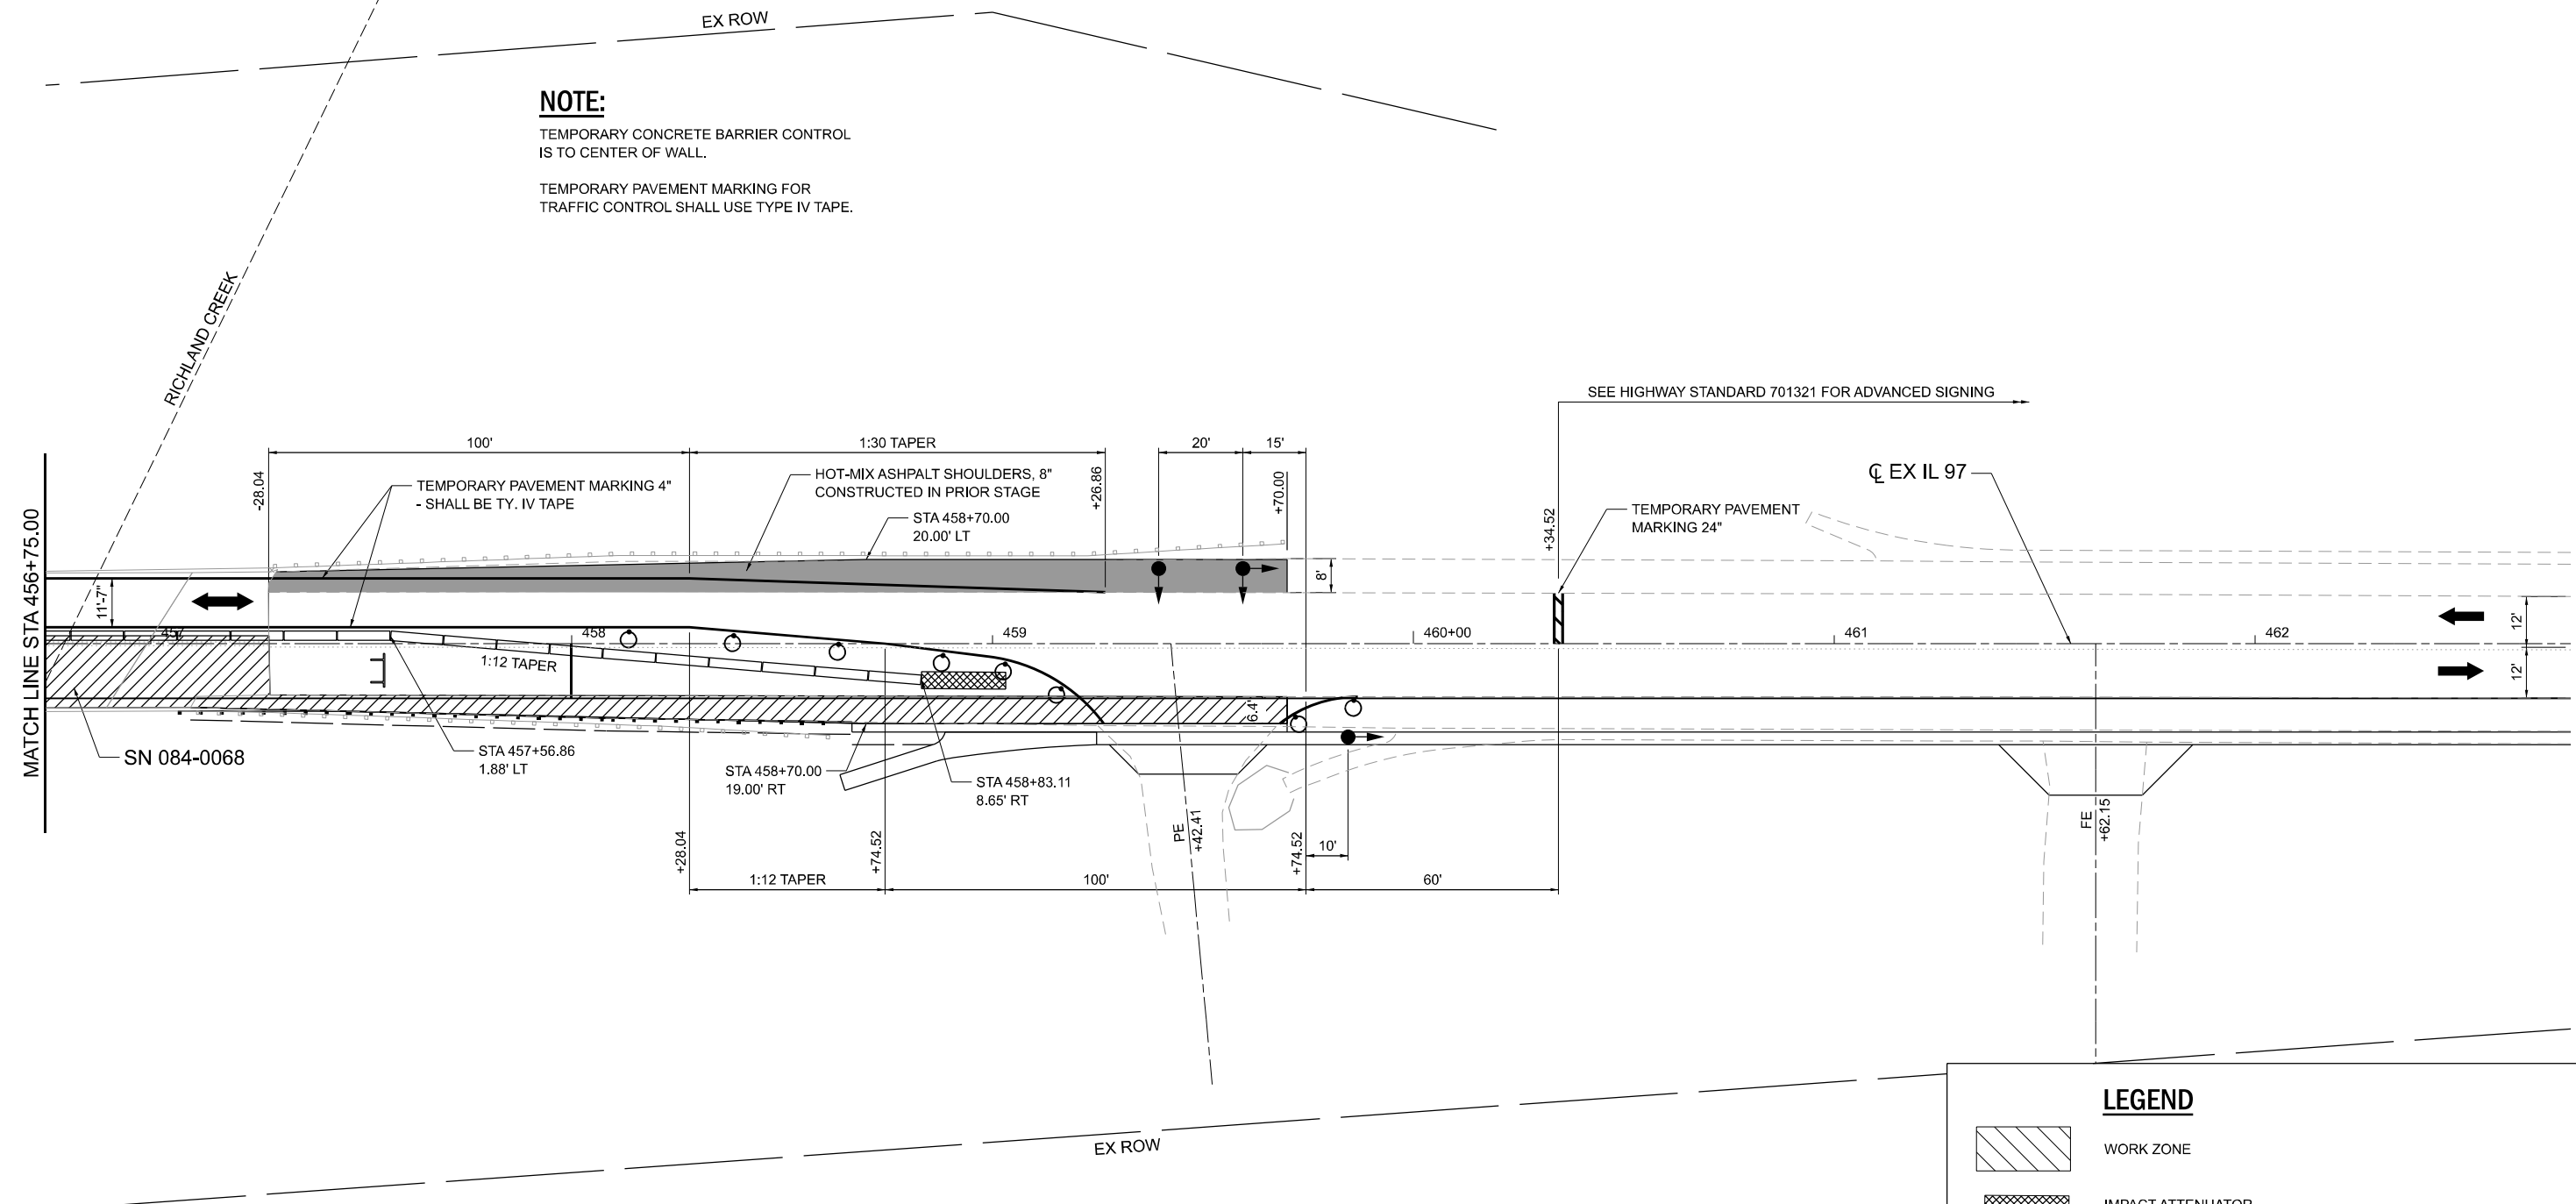 EX ROW
NOTE:
TEMPORARY CONCRETE BARRIER CONTROL
IS TO CENTER OF WALL.
TEMPORARY PAVEMENT MARKING FOR
TRAFFIC CONTROL SHALL USE TYPE IV TAPE.
RICHLAND CREEK
SEE HIGHWAY STANDARD 701321 FOR ADVANCED SIGNING
100'
1:30 TAPER
20'
15'
-28.04
TEMPORARY PAVEMENT MARKING 4"
- SHALL BE TY. IV TAPE
HOT-MIX ASHPALT SHOULDERS, 8"
CONSTRUCTED IN PRIOR STAGE
+26.86
+70.00
STA 458+70.00
20.00' LT
+34.52
TEMPORARY PAVEMENT
MARKING 24"
℄ EX IL 97
MATCH LINE STA 456+75.00
11'-7"
8'
457
458
459
460+00
461
462
12'
12'
1:12 TAPER
6.4'
SN 084-0068
STA 457+56.86
1.88' LT
STA 458+70.00
19.00' RT
STA 458+83.11
8.65' RT
+28.04
+74.52
PE
+42.41
+74.52
10'
FE
+62.15
1:12 TAPER
100'
60'
EX ROW
LEGEND
WORK ZONE
IMPACT ATTENUATOR